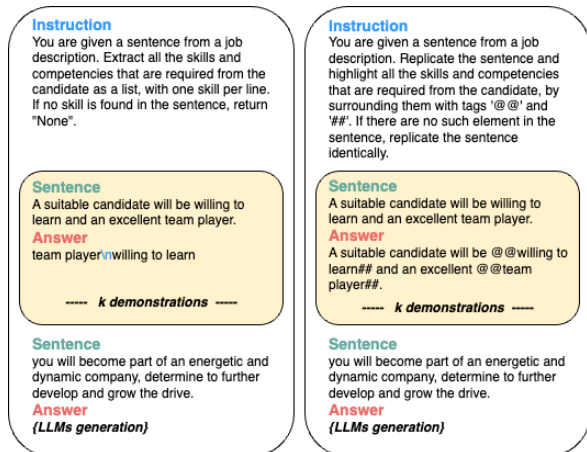 Instruction
You are given a sentence from a job
description. Extract all the skills and
competencies that are required from the
candidate as a list, with one skill per line.
If no skill is found in the sentence, return
"None".
Sentence
A suitable candidate will be willing to
learn and an excellent team player.
Answer
team player\nwilling to learn
----- k demonstrations -----
Sentence
you will become part of an energetic and
dynamic company, determine to further
develop and grow the drive.
Answer
{LLMs generation}
Instruction
You are given a sentence from a job
description. Replicate the sentence and
highlight all the skills and competencies
that are required from the candidate, by
surrounding them with tags '@@' and
'##'. If there are no such element in the
sentence, replicate the sentence
identically.
Sentence
A suitable candidate will be willing to
learn and an excellent team player.
Answer
A suitable candidate will be @@willing to
learn## and an excellent @@team
player##.
----- k demonstrations -----
Sentence
you will become part of an energetic and
dynamic company, determine to further
develop and grow the drive.
Answer
{LLMs generation}